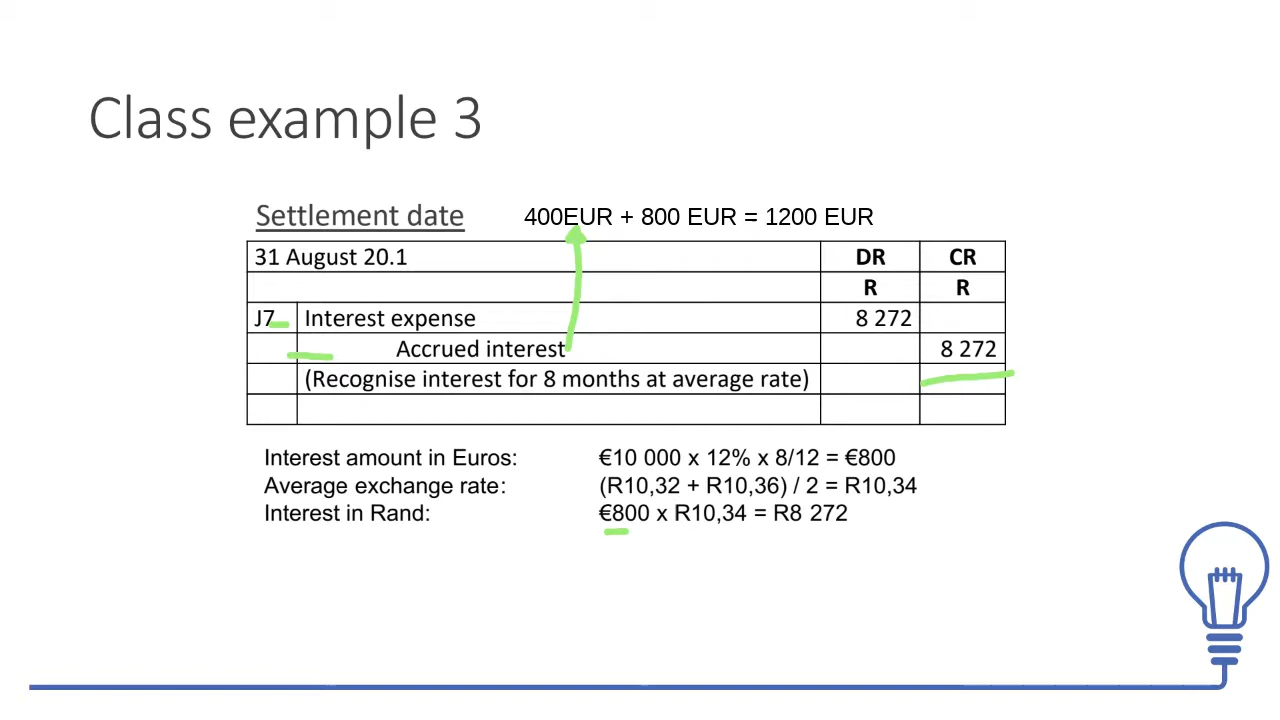 Class example 3
Settlement date 400EUR + 800 EUR = 1200 EUR
31 August 20.1 DR CR
R R
J7 Interest expense 8 272
Accrued interest 8 272
(Recognise interest for 8 months at average rate)
Interest amount in Euros: €10 000 x 12% x 8/12 = €800
Average exchange rate: (R10,32 + R10,36) / 2 = R10,34
Interest in Rand: €800 x R10,34 = R8 272